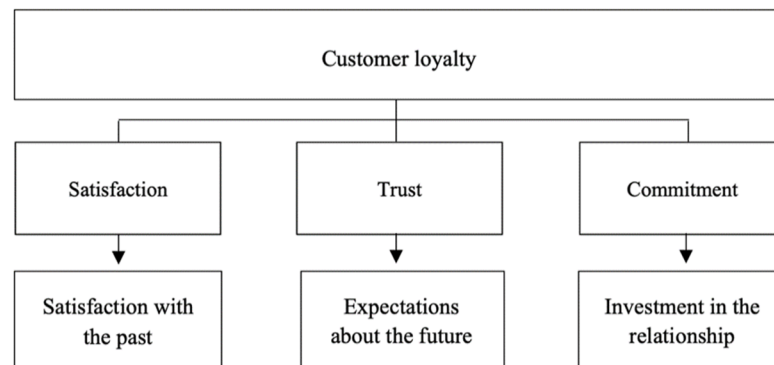 Customer loyalty
Satisfaction
Trust
Commitment
Satisfaction with
the past
Expectations
about the future
Investment in the
relationship